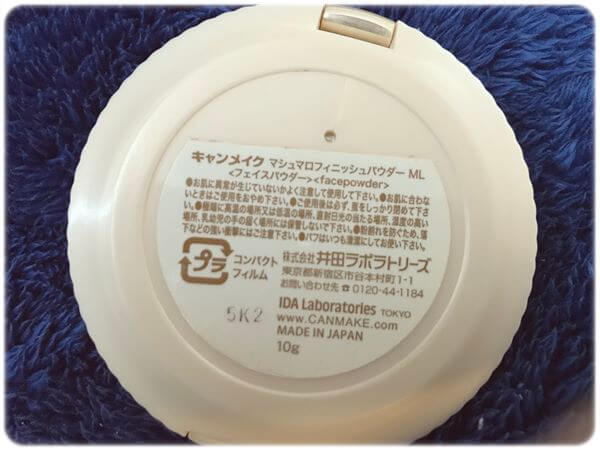 キャンメイク マシュマロフィニッシュパウダー ML
<フェイスパウダー><facepowder>
●お肌に異常が生じていないかよく注意して使用して下さい。●お肌に合わな
いときはご使用をおやめ下さい。●ご使用後は必ず、蓋をしっかり閉めて下さ
い。●極端に高温の場所又は低温の場所、直射日光の当たる場所、湿度の高い
場所、乳幼児の手の届く場所には保管しないで下さい。●粉飛れを防ぐため、落
下などの強い衝撃にはご注意下さい。●パフはいつも清潔にしてお使い下さい。
プラ
コンパクト
フィルム
株式会社 井田ラボラトリーズ
東京都新宿区市谷本村町1-1
お問い合わせ先 0120-44-1184
5K2
IDA Laboratories TOKYO
www.CANMAKE.com
MADE IN JAPAN
10g